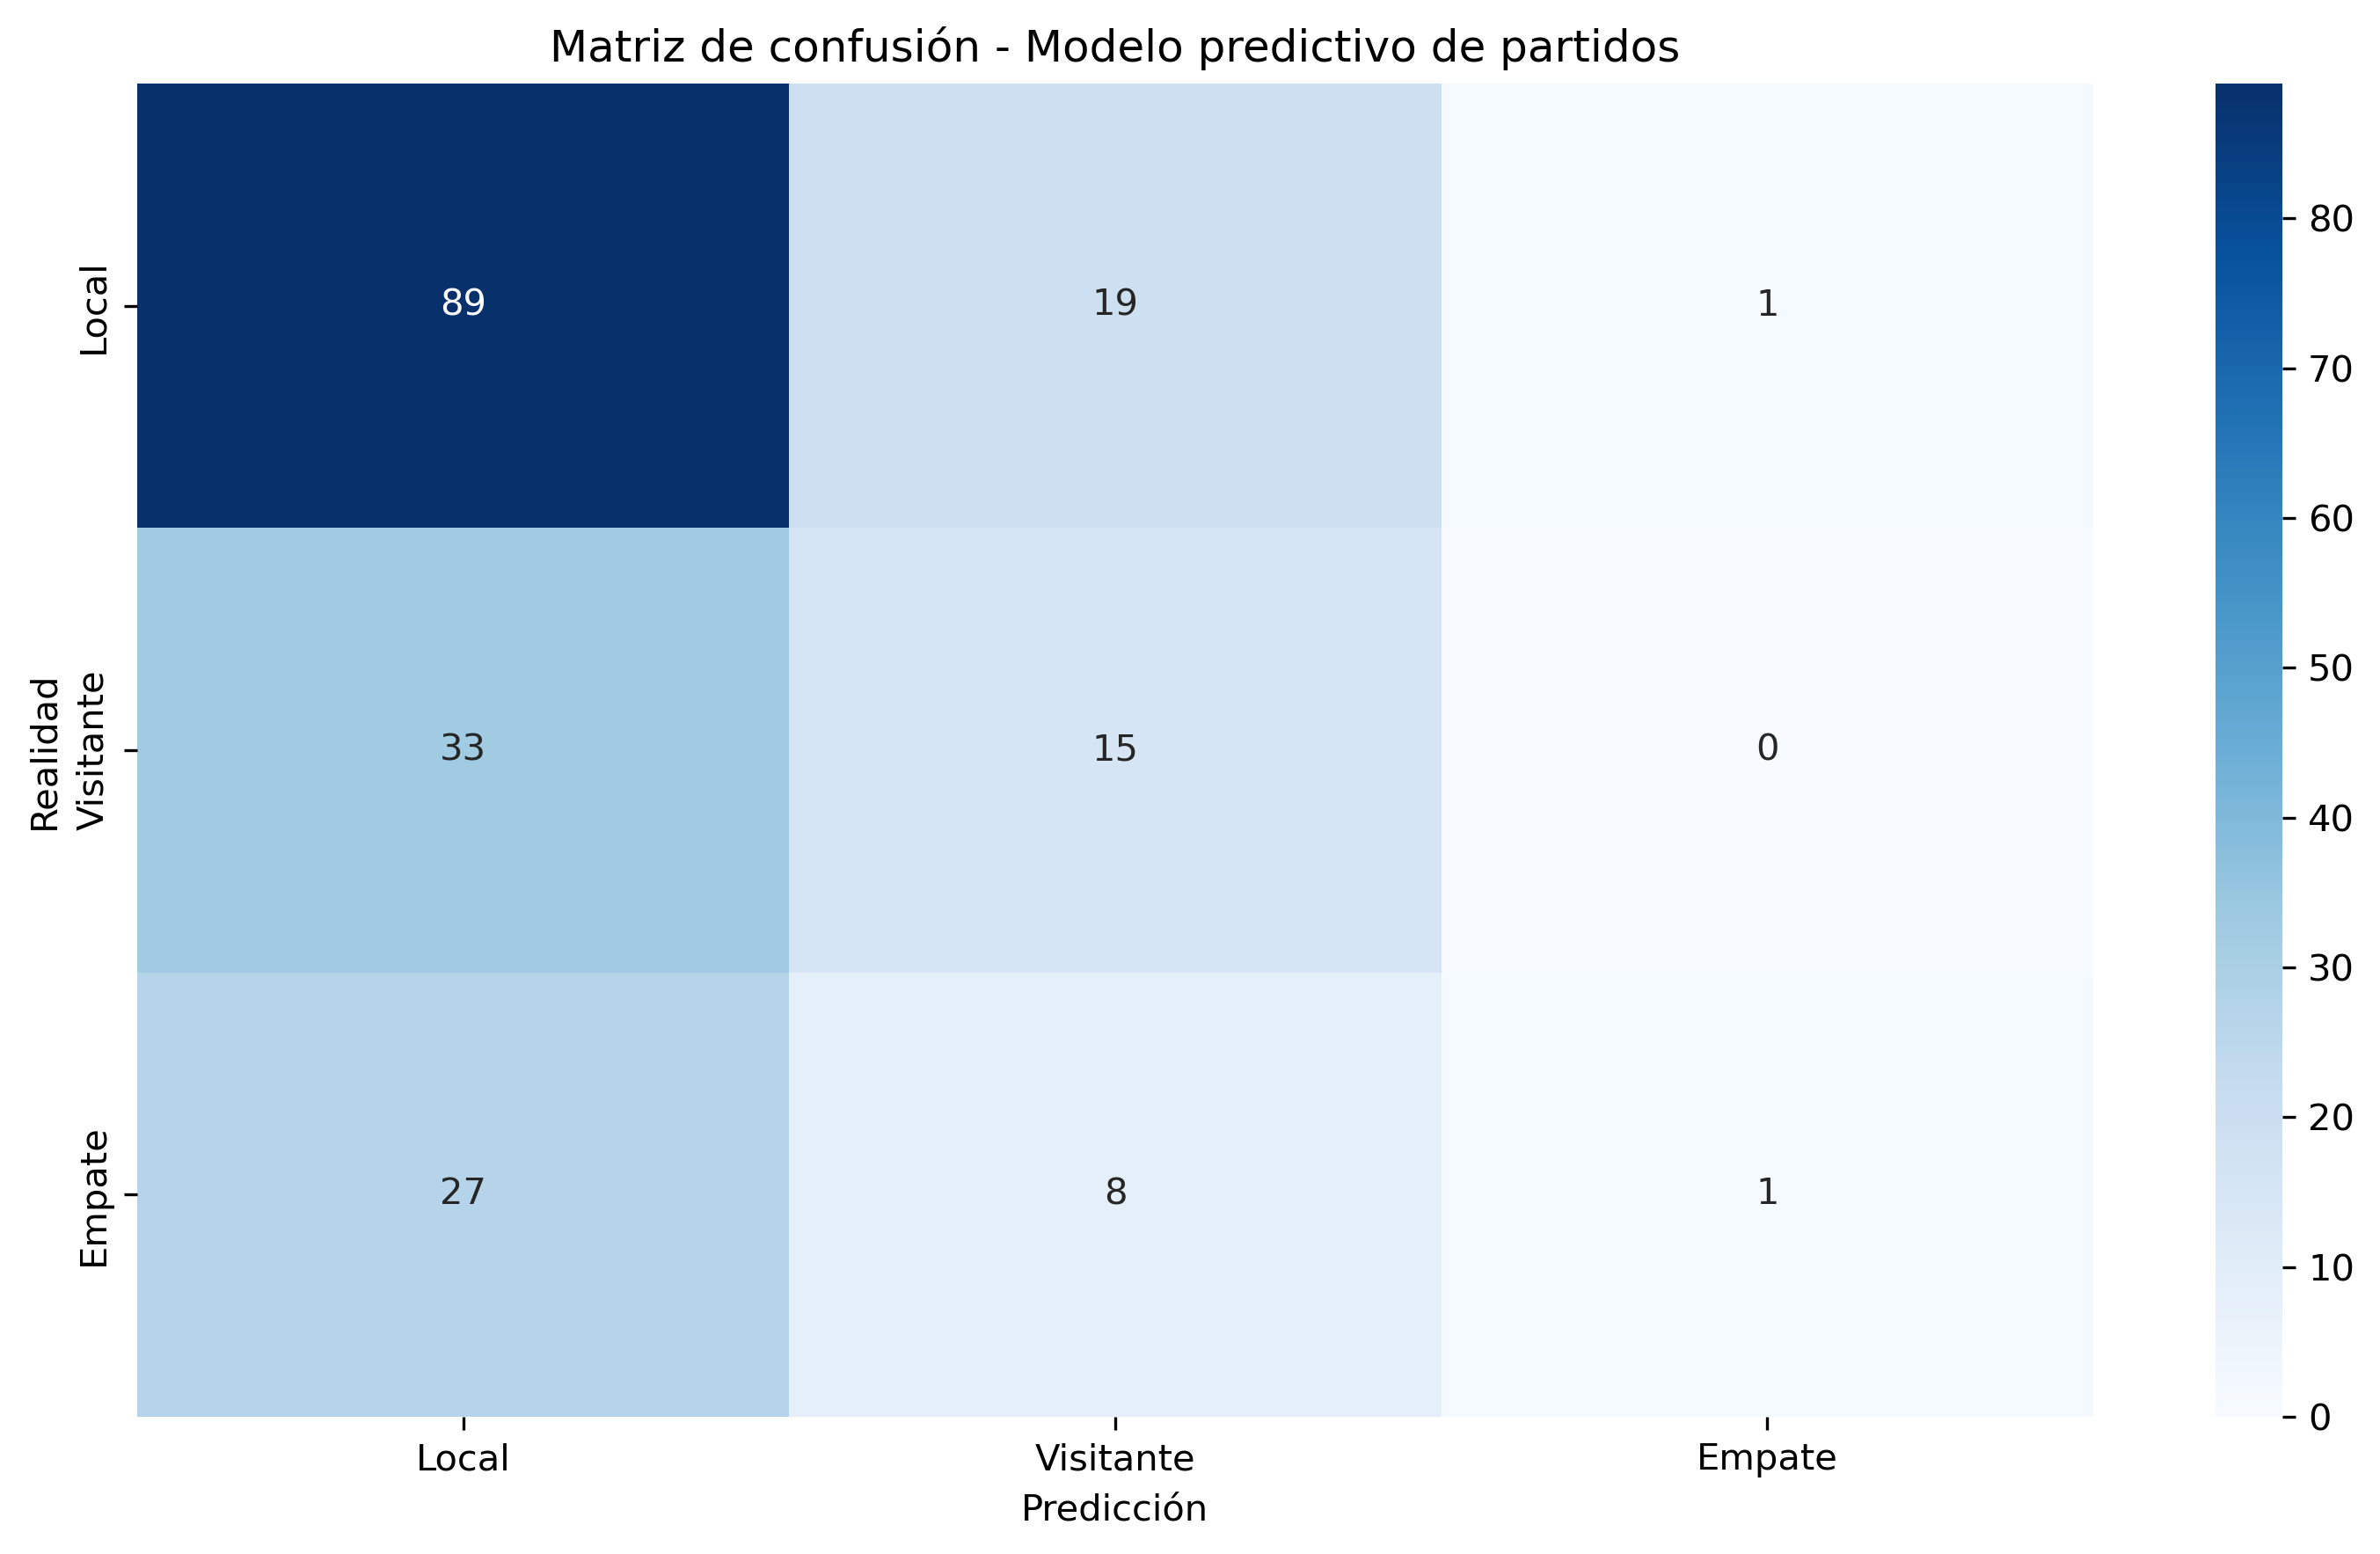 Matriz de confusión - Modelo predictivo de partidos
Realidad
Local
89
19
1
Visitante
33
15
0
Empate
27
8
1
Local
Visitante
Empate
Predicción
80
70
60
50
40
30
20
10
0